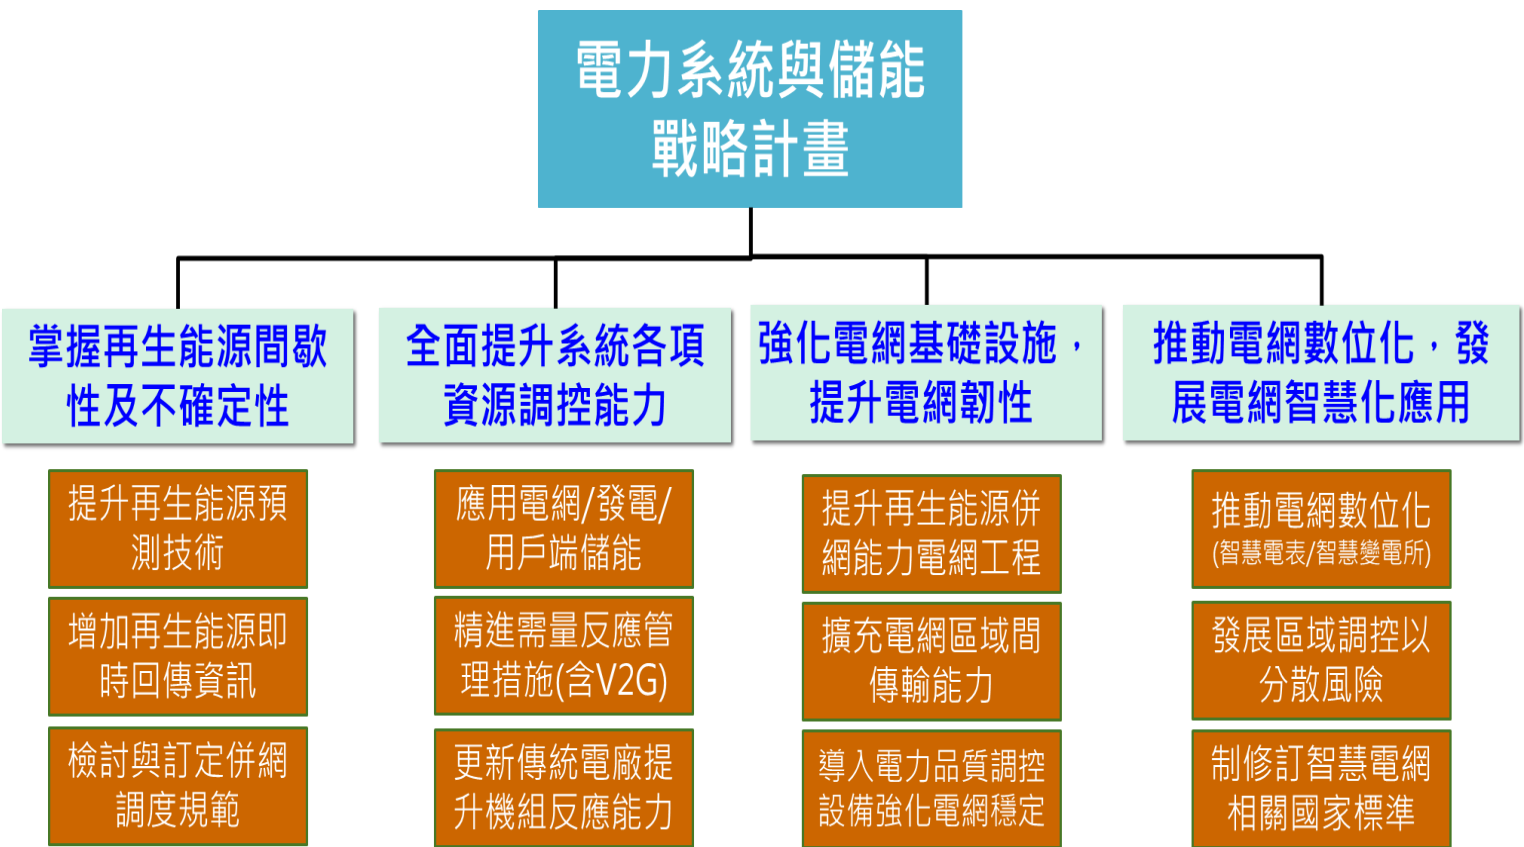 電力系統與儲能
戰略計畫
掌握再生能源間歇
性及不確定性
全面提升系統各項
資源調控能力
強化電網基礎設施，
提升電網韌性
推動電網數位化，發
展電網智慧化應用
提升再生能源預
測技術
增加再生能源即
時回傳資訊
檢討與訂定併網
調度規範
應用電網/發電/
用戶端儲能
精進需量反應管
理措施(含V2G)
更新傳統電廠提
升機組反應能力
提升再生能源併
網能力電網工程
擴充電網區域間
傳輸能力
導入電力品質調控
設備強化電網穩定
推動電網數位化
(智慧電表/智慧變電所)
發展區域調控以
分散風險
制修訂智慧電網
相關國家標準